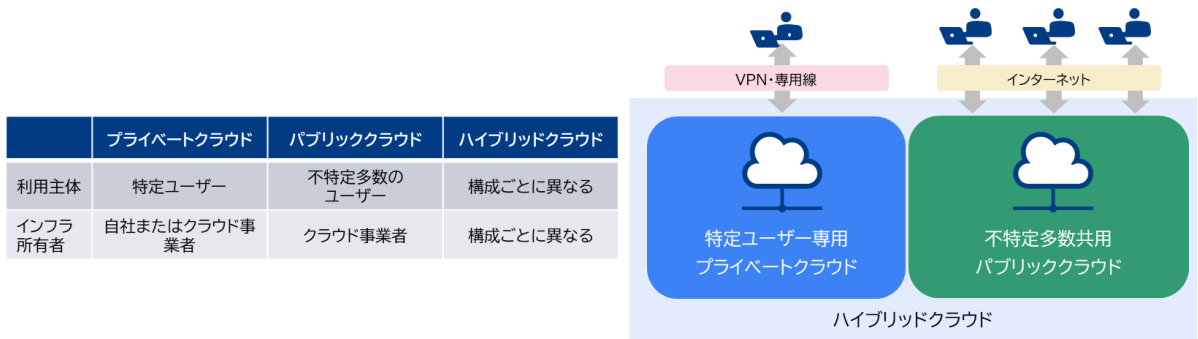 プライベートクラウド
パブリッククラウド
ハイブリッドクラウド
利用主体
特定ユーザー
不特定多数の
ユーザー
構成ごとに異なる
インフラ
所有者
自社またはクラウド事
業者
クラウド事業者
構成ごとに異なる
VPN・専用線
インターネット
特定ユーザー専用
プライベートクラウド
不特定多数共用
パブリッククラウド
ハイブリッドクラウド